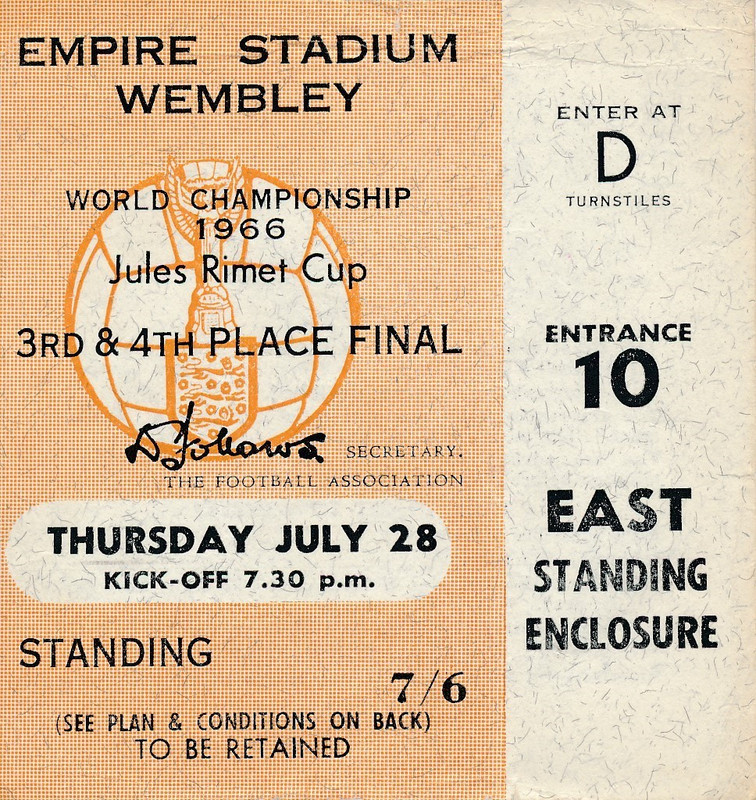 EMPIRE STADIUM
WEMBLEY
WORLD CHAMPIONSHIP
1966
Jules Rimet Cup
3RD & 4TH PLACE FINAL
D Follows SECRETARY.
THE FOOTBALL ASSOCIATION
THURSDAY JULY 28
KICK-OFF 7.30 p.m.
STANDING
7/6
(SEE PLAN & CONDITIONS ON BACK)
TO BE RETAINED
ENTER AT
D
TURNSTILES
ENTRANCE
10
EAST
STANDING
ENCLOSURE